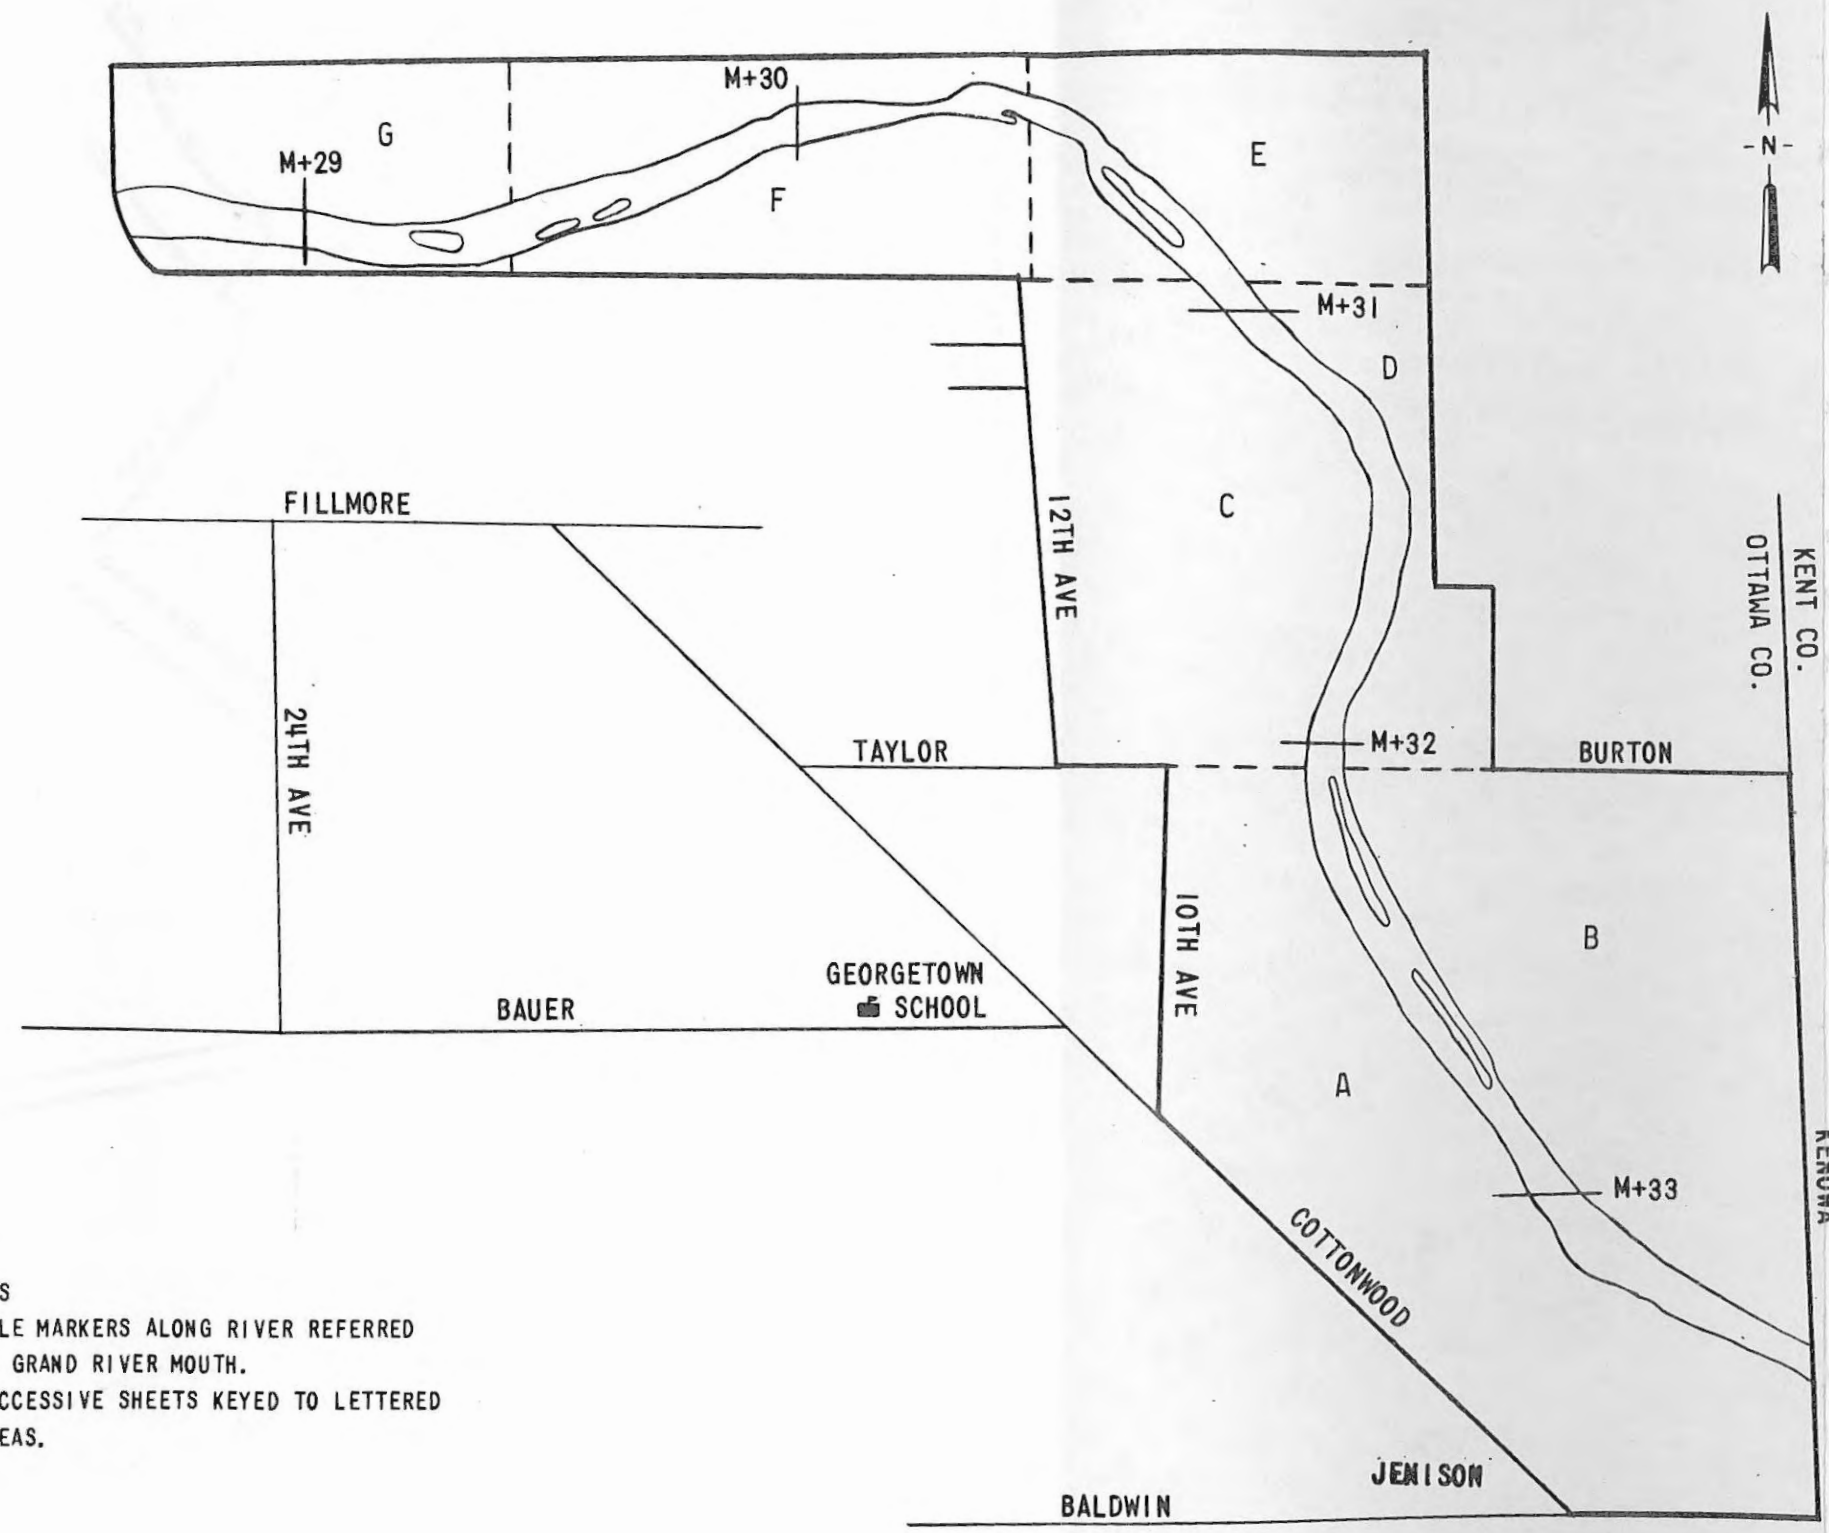 M+30
G
M+29
E
- N -
F
M+31
D
FILLMORE
C
12TH AVE
KENT CO.
OTTAWA CO.
24TH AVE
TAYLOR
M+32
BURTON
10TH AVE
B
GEORGETOWN
SCHOOL
BAUER
A
KENOWA
M+33
COTTONWOOD
S
LE MARKERS ALONG RIVER REFERRED
GRAND RIVER MOUTH.
CCESSIVE SHEETS KEYED TO LETTERED
EAS.
JENISON
BALDWIN